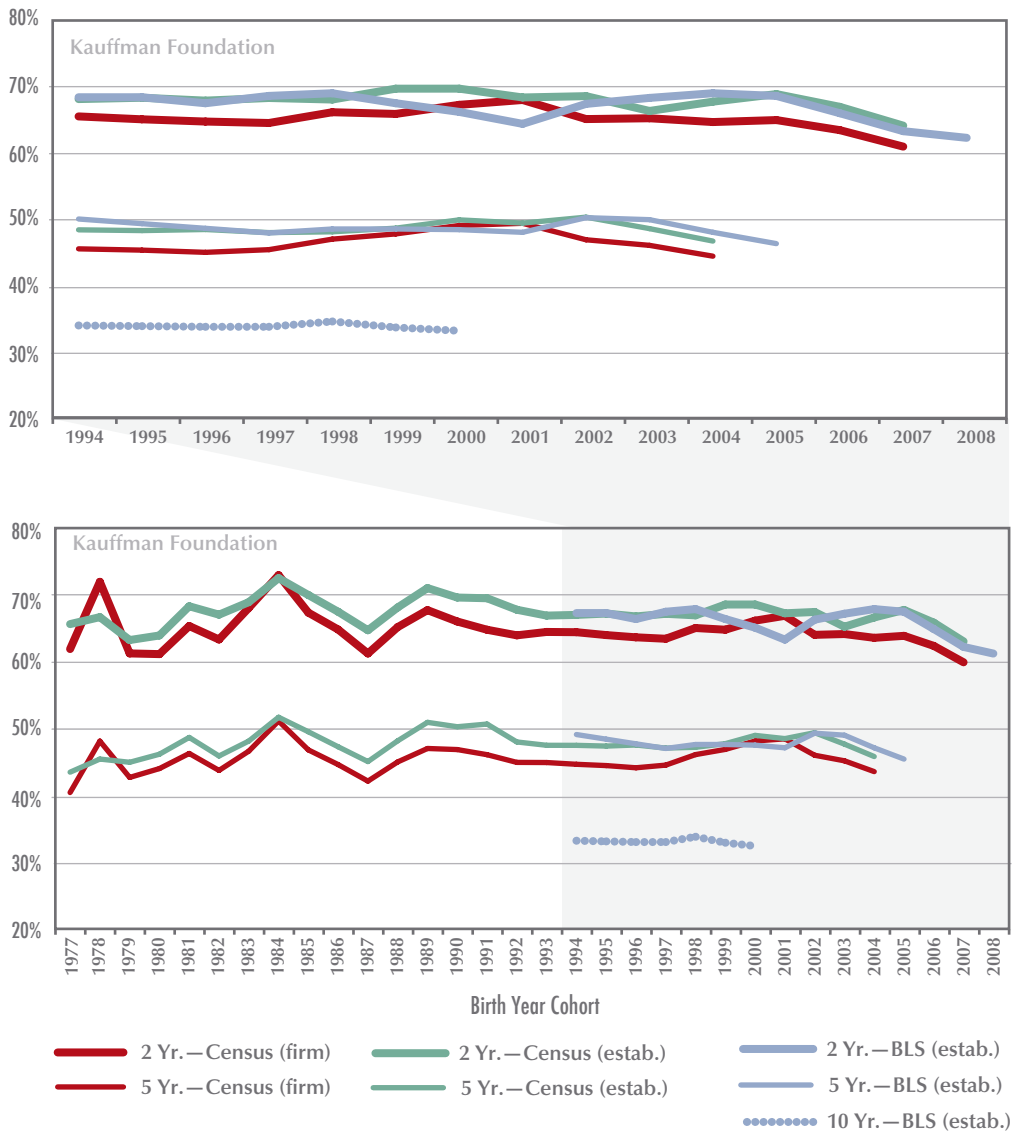 80%
Kauffman Foundation
70%
60%
50%
40%
30%
20%
1994 1995 1996 1997 1998 1999 2000 2001 2002 2003 2004 2005 2006 2007 2008
80%
Kauffman Foundation
70%
60%
50%
40%
30%
20%
1977 1978 1979 1980 1981 1982 1983 1984 1985 1986 1987 1988 1989 1990 1991 1992 1993 1994 1995 1996 1997 1998 1999 2000 2001 2002 2003 2004 2005 2006 2007 2008
Birth Year Cohort
2 Yr.—Census (firm) 2 Yr.—Census (estab.) 2 Yr.—BLS (estab.)
5 Yr.—Census (firm) 5 Yr.—Census (estab.) 5 Yr.—BLS (estab.)
10 Yr.—BLS (estab.)